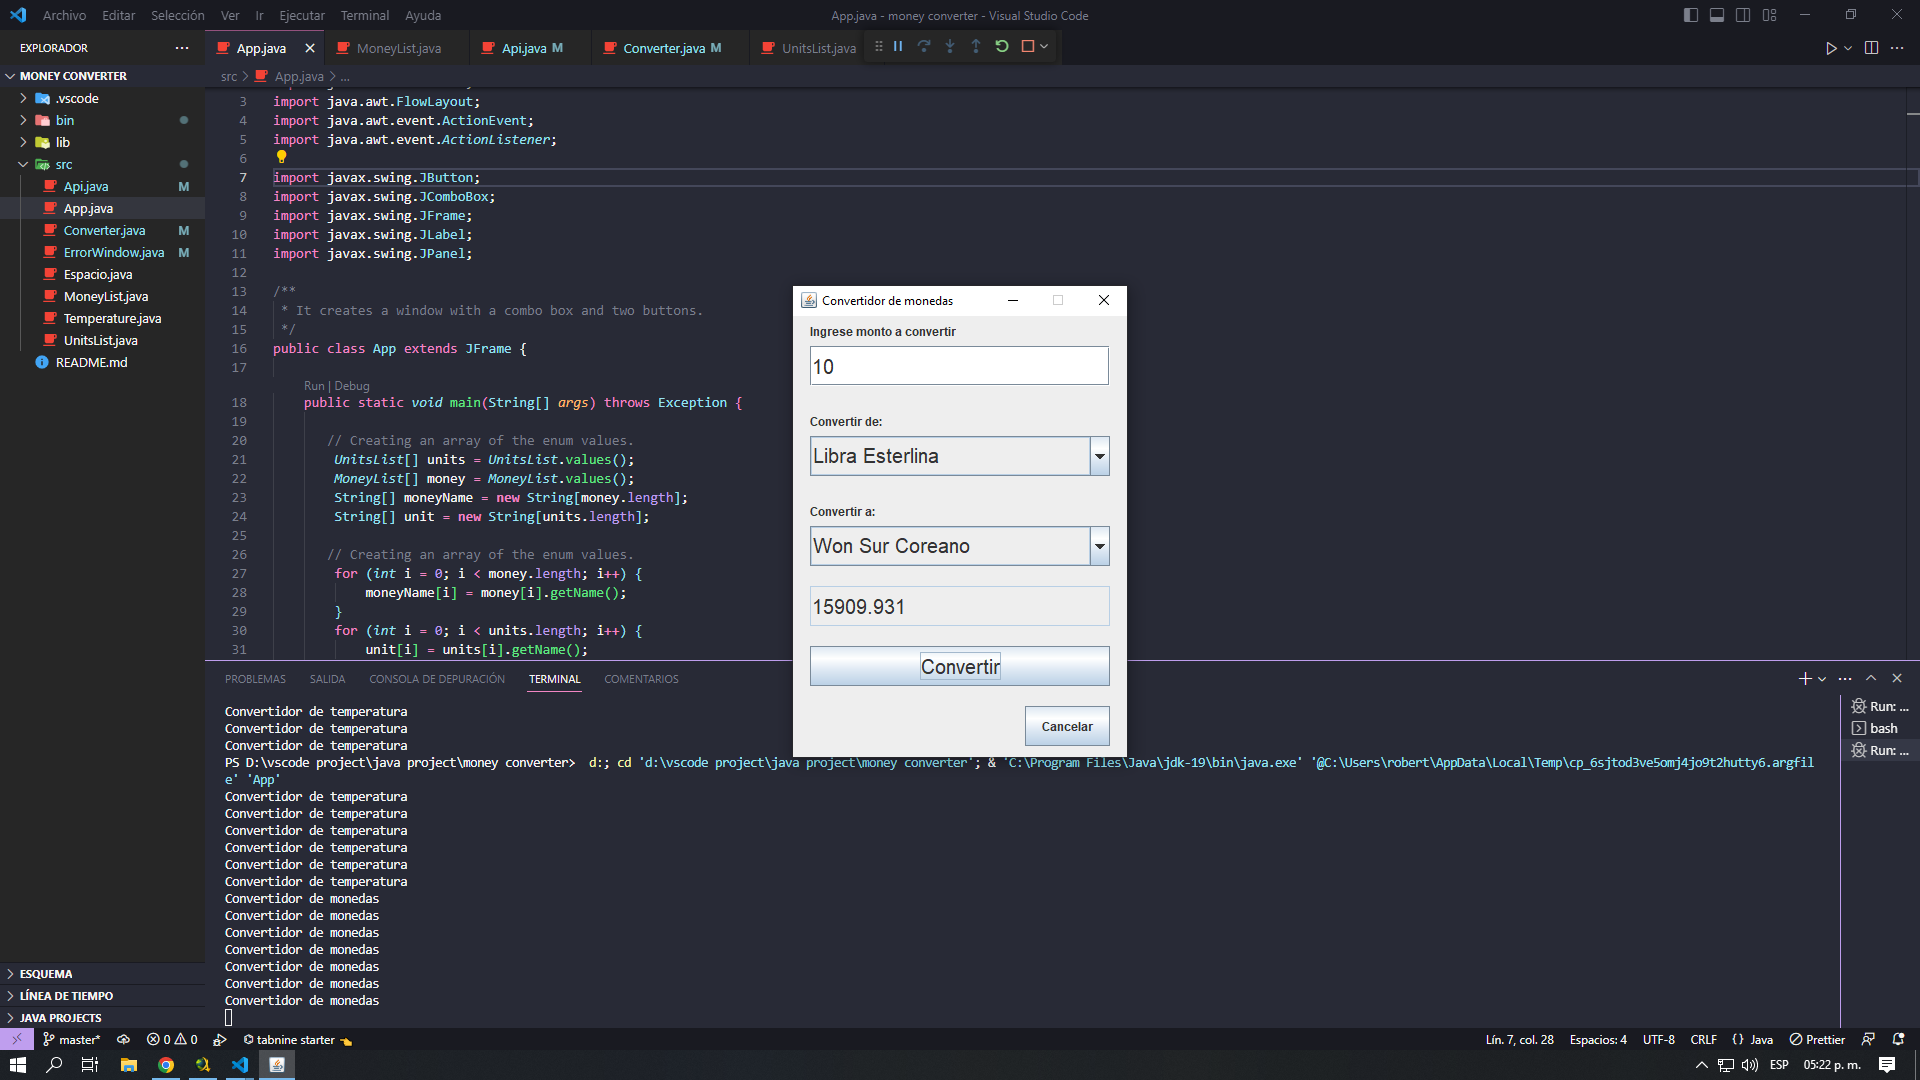 Archivo Editar Selección Ver Ir Ejecutar Terminal Ayuda
App.java - money converter - Visual Studio Code
EXPLORADOR
MONEY CONVERTER
.vscode
bin
lib
src
Api.java M
App.java
Converter.java M
ErrorWindow.java M
Espacio.java
MoneyList.java
Temperature.java
UnitsList.java
README.md
ESQUEMA
LÍNEA DE TIEMPO
JAVA PROJECTS
App.java MoneyList.java Api.java M Converter.java M UnitsList.java
src > App.java > ...
3 import java.awt.FlowLayout;
4 import java.awt.event.ActionEvent;
5 import java.awt.event.ActionListener;
6
7 import javax.swing.JButton;
8 import javax.swing.JComboBox;
9 import javax.swing.JFrame;
10 import javax.swing.JLabel;
11 import javax.swing.JPanel;
12
13 /**
14 * It creates a window with a combo box and two buttons.
15 */
16 public class App extends JFrame {
17
Run | Debug
18 public static void main(String[] args) throws Exception {
19
20 // Creating an array of the enum values.
21 UnitsList[] units = UnitsList.values();
22 MoneyList[] money = MoneyList.values();
23 String[] moneyName = new String[money.length];
24 String[] unit = new String[units.length];
25
26 // Creating an array of the enum values.
27 for (int i = 0; i < money.length; i++) {
28 moneyName[i] = money[i].getName();
29 }
30 for (int i = 0; i < units.length; i++) {
31 unit[i] = units[i].getName();
Convertidor de monedas
Ingrese monto a convertir
10
Convertir de:
Libra Esterlina
Convertir a:
Won Sur Coreano
15909.931
Convertir
Cancelar
PROBLEMAS SALIDA CONSOLA DE DEPURACIÓN TERMINAL COMENTARIOS
Convertidor de temperatura
Convertidor de temperatura
Convertidor de temperatura
PS D:\vscode project\java project\money converter> d:; cd 'd:\vscode project\java project\money converter'; & 'C:\Program Files\Java\jdk-19\bin\java.exe' '@C:\Users\robert\AppData\Local\Temp\cp_6sjtod3ve5omj4jo9t2hutty6.argfil
e' 'App'
Convertidor de temperatura
Convertidor de temperatura
Convertidor de temperatura
Convertidor de temperatura
Convertidor de temperatura
Convertidor de temperatura
Convertidor de monedas
Convertidor de monedas
Convertidor de monedas
Convertidor de monedas
Convertidor de monedas
Convertidor de monedas
Convertidor de monedas
Run: ...
bash
Run: ...
master* 0 0 tabnine starter
Lín. 7, col. 28 Espacios: 4 UTF-8 CRLF {} Java Prettier
ESP 05:22 p. m.